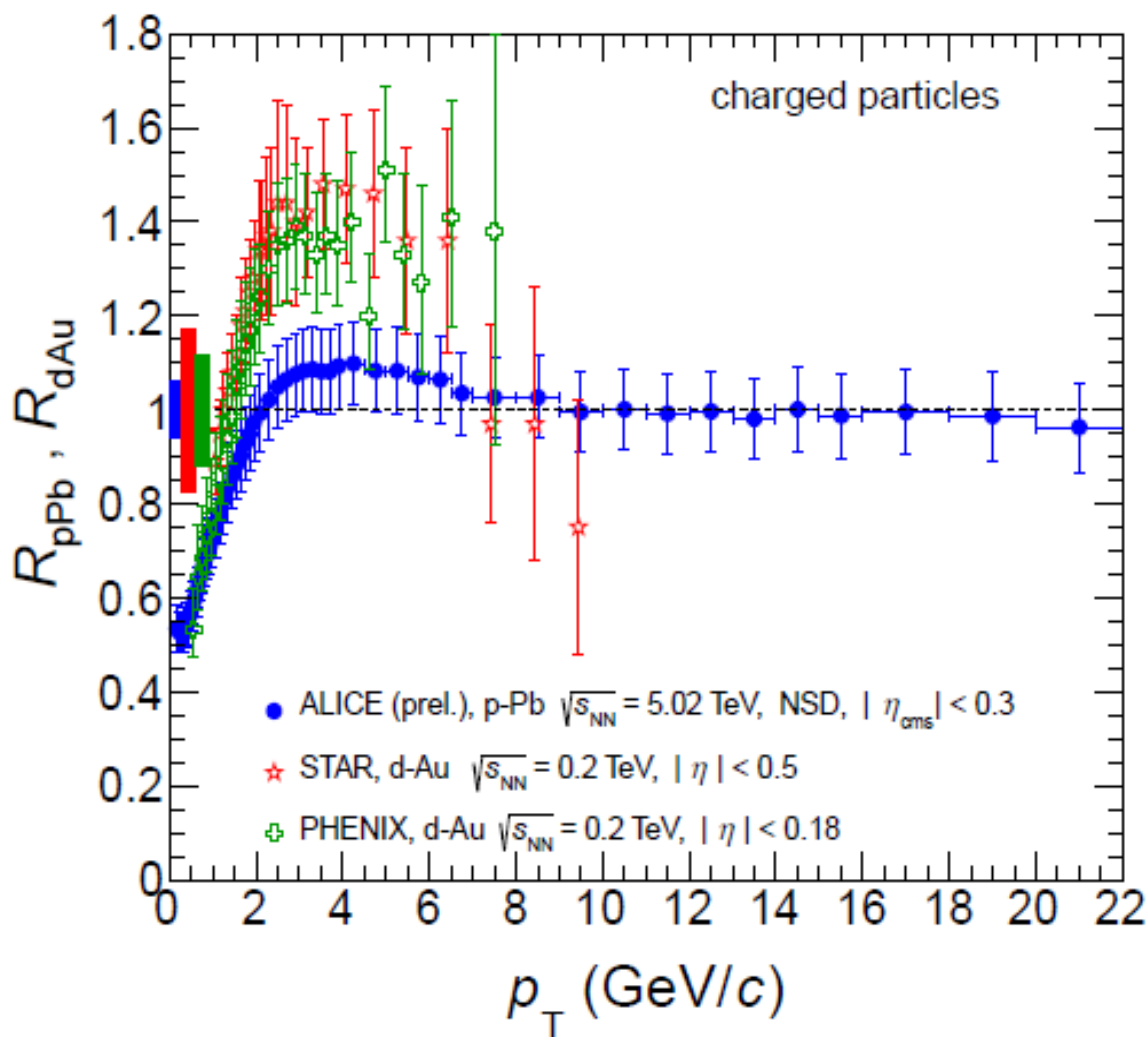 charged particles
R_pPb , R_dAu
1.8
1.6
1.4
1.2
1
0.8
0.6
0.4
0.2
0
ALICE (prel.), p-Pb √s_NN = 5.02 TeV, NSD, | η_cms| < 0.3
STAR, d-Au √s_NN = 0.2 TeV, | η | < 0.5
PHENIX, d-Au √s_NN = 0.2 TeV, | η | < 0.18
0 2 4 6 8 10 12 14 16 18 20 22
p_T (GeV/c)